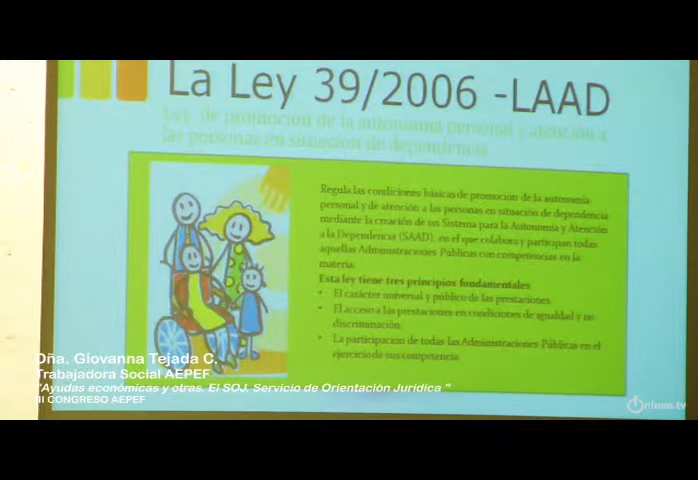 La Ley 39/2006 -LAAD
Ley de promoción de la autonomía personal y atención a
las personas en situación de dependencia
Regula las condiciones básicas de promoción de la autonomía
personal y de atención a las personas en situación de dependencia
mediante la creación de un Sistema para la Autonomía y Atención
a la Dependencia (SAAD), en el que colabora y participan todas
aquellas Administraciones Públicas con competencias en la
materia.
Esta ley tiene tres principios fundamentales
• El carácter universal y público de las prestaciones
• El acceso a las prestaciones en condiciones de igualdad y no
discriminación.
• La participación de todas las Administraciones Públicas en el
ejercicio de sus competencia
Dña. Giovanna Tejada C.
Trabajadora Social AEPEF
"Ayudas económicas y otras. El SOJ. Servicio de Orientación Jurídica "
II CONGRESO AEPEF